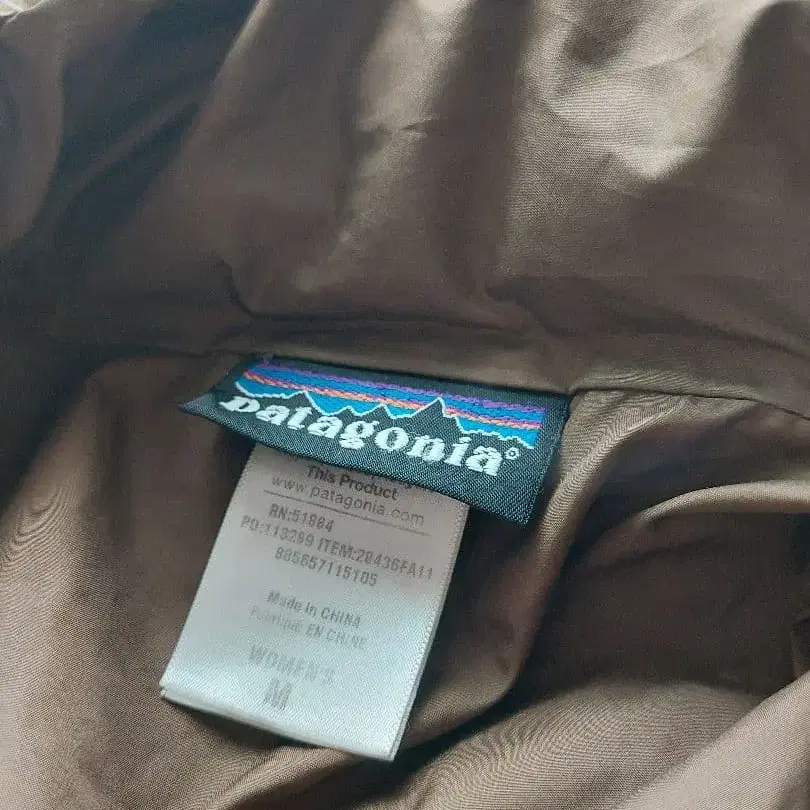 patagonia®
This Product
www.patagonia.com
RN:51884
PO:113299 ITEM:28436FA11
885657115105
Made in CHINA
Fabriqué EN CHINE
WOMEN'S
M